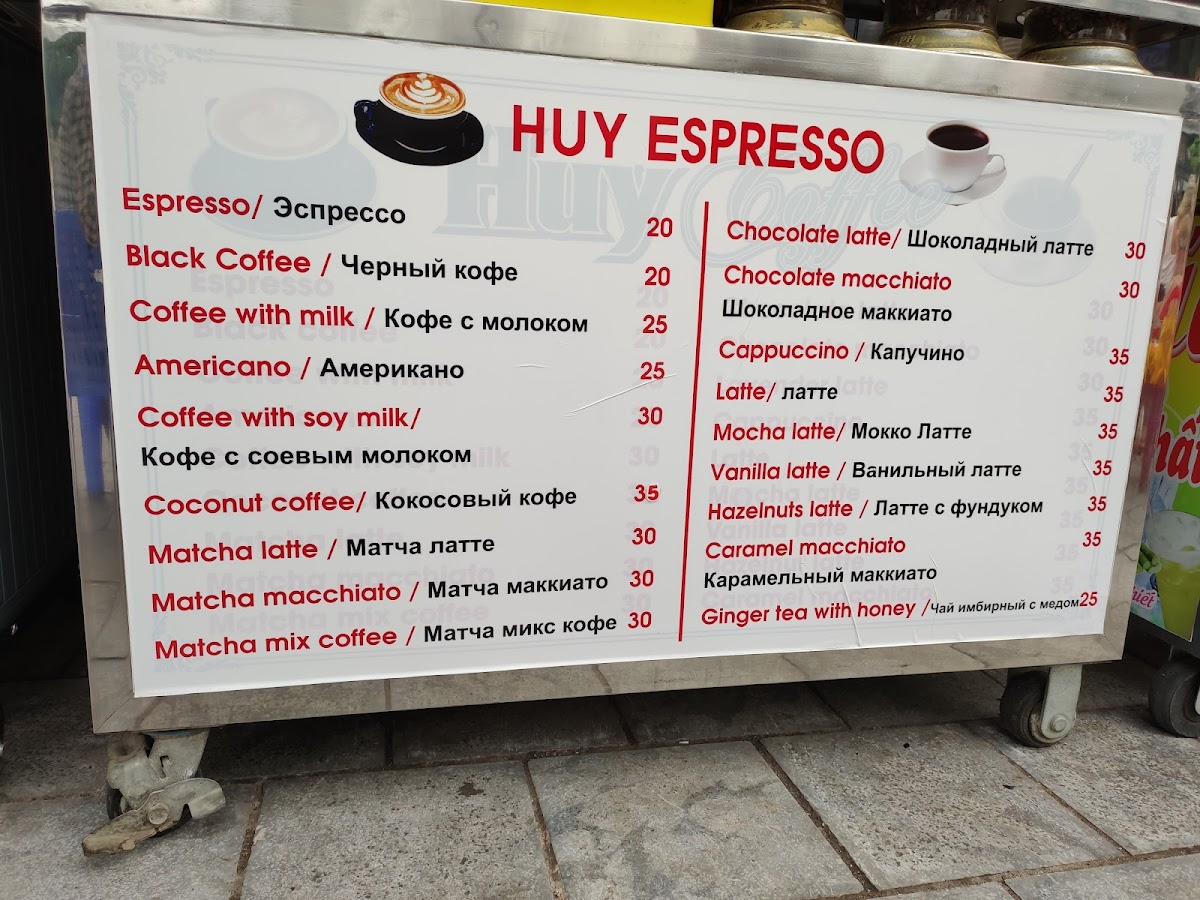 HUY ESPRESSO
Espresso/ Эспрессо 20
Black Coffee / Черный кофе 20
Coffee with milk / Кофе с молоком 25
Americano / Американо 25
Coffee with soy milk/ 30
Кофе с соевым молоком
Coconut coffee/ Кокосовый кофе 35
Matcha latte / Матча латте 30
Matcha macchiato / Матча маккиато 30
Matcha mix coffee / Матча микс кофе 30
Chocolate latte/ Шоколадный латте 30
Chocolate macchiato 30
Шоколадное маккиато
Cappuccino / Капучино 35
Latte/ латте 35
Mocha latte/ Мокко Латте 35
Vanilla latte / Ванильный латте 35
Hazelnuts latte / Латте с фундуком 35
Caramel macchiato 35
Карамельный маккиато
Ginger tea with honey /Чай имбирный с медом 25